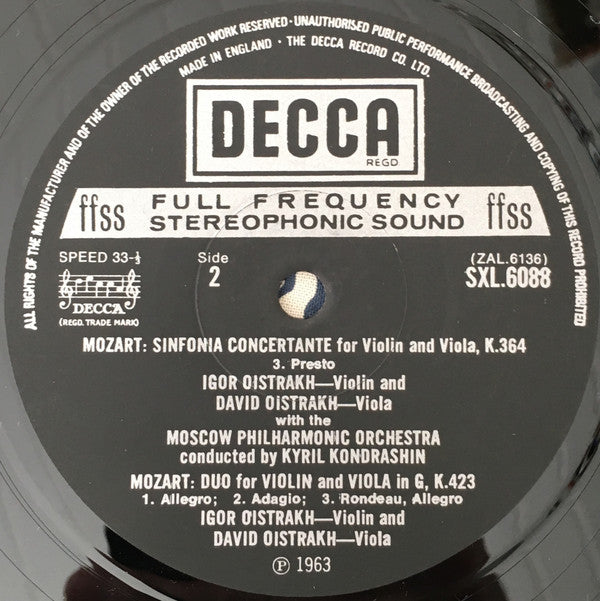 ALL RIGHTS OF THE MANUFACTURER AND OF THE OWNER OF THE RECORDED WORK RESERVED · UNAUTHORISED PUBLIC PERFORMANCE BROADCASTING AND COPYING OF THIS RECORD PROHIBITED
MADE IN ENGLAND · THE DECCA RECORD CO. LTD.
DECCA
REGD
ffss FULL FREQUENCY STEREOPHONIC SOUND ffss
SPEED 33-⅓ Side 2 (ZAL.6136)
SXL.6088
DECCA
(REGD. TRADE MARK)
MOZART: SINFONIA CONCERTANTE for Violin and Viola, K.364
3. Presto
IGOR OISTRAKH—Violin and
DAVID OISTRAKH—Viola
with the
MOSCOW PHILHARMONIC ORCHESTRA
conducted by KYRIL KONDRASHIN
MOZART: DUO for VIOLIN and VIOLA in G, K.423
1. Allegro; 2. Adagio; 3. Rondeau, Allegro
IGOR OISTRAKH—Violin and
DAVID OISTRAKH—Viola
Ⓟ 1963